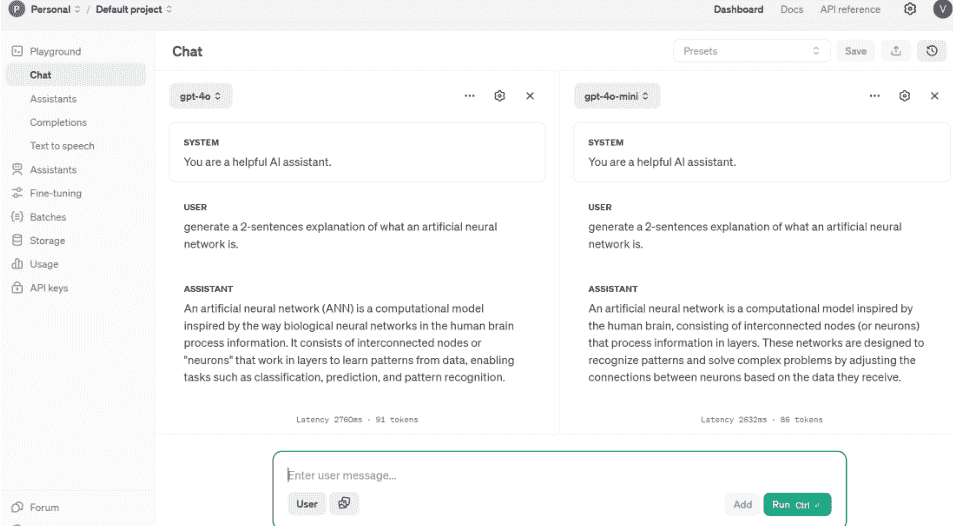 P Personal / Default project
Dashboard Docs API reference V
Playground
Chat
Assistants
Completions
Text to speech
Assistants
Fine-tuning
Batches
Storage
Usage
API keys
Forum
Chat
Presets
Save
gpt-4o
SYSTEM
You are a helpful AI assistant.
USER
generate a 2-sentences explanation of what an artificial neural
network is.
ASSISTANT
An artificial neural network (ANN) is a computational model
inspired by the way biological neural networks in the human brain
process information. It consists of interconnected nodes or
"neurons" that work in layers to learn patterns from data, enabling
tasks such as classification, prediction, and pattern recognition.
Latency 2760ms · 91 tokens
gpt-4o-mini
SYSTEM
You are a helpful AI assistant.
USER
generate a 2-sentences explanation of what an artificial neural
network is.
ASSISTANT
An artificial neural network is a computational model inspired by
the human brain, consisting of interconnected nodes (or neurons)
that process information in layers. These networks are designed to
recognize patterns and solve complex problems by adjusting the
connections between neurons based on the data they receive.
Latency 2632ms · 86 tokens
Enter user message...
User
Add
Run Ctrl ↵